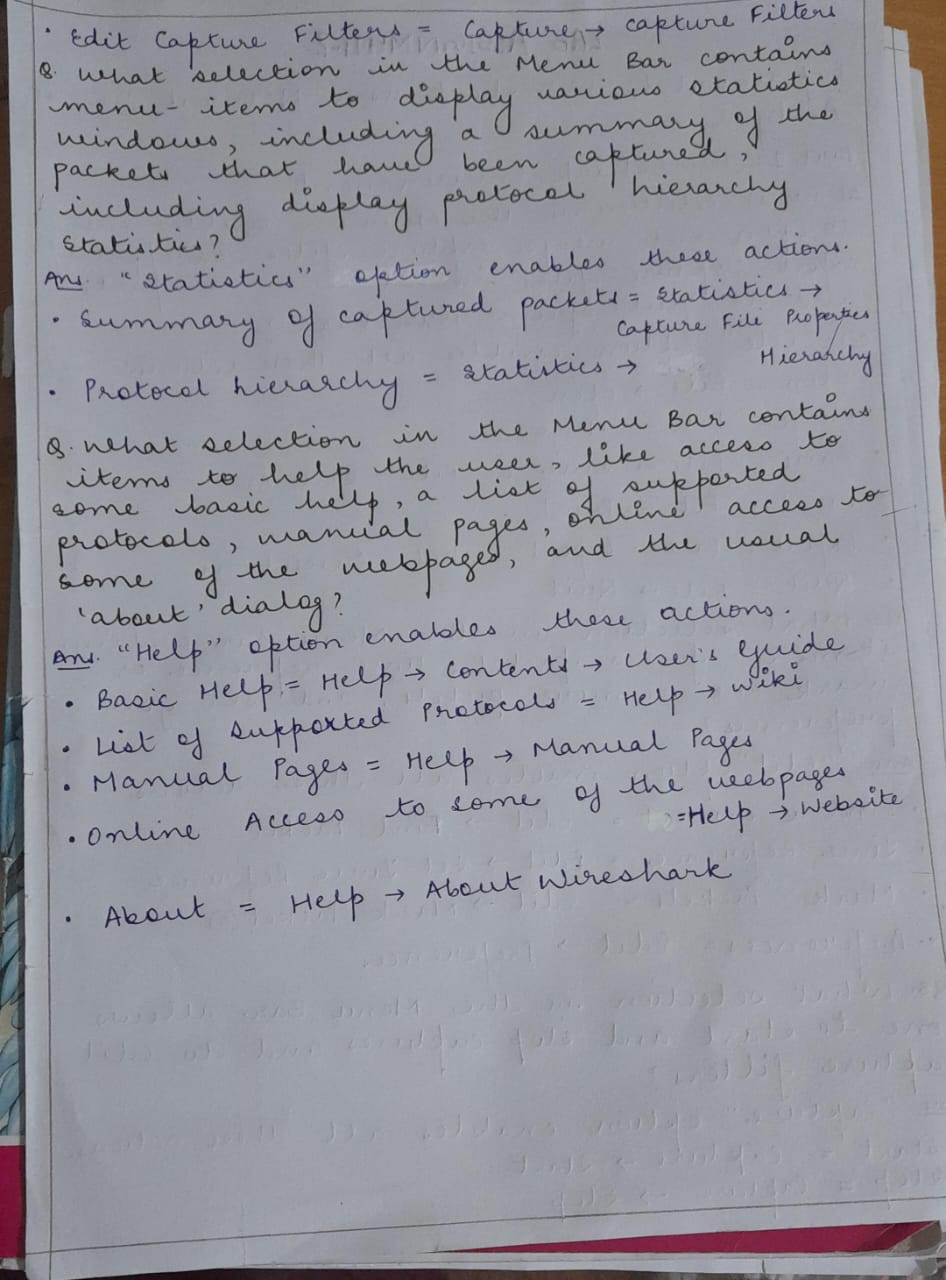 • Edit Capture Filters = Capture → capture Filters
Q. What selection in the Menu Bar contains
menu-items to display various statistics
windows, including a summary of the
packets that have been captured,
including display protocol hierarchy
statistics?
Ans. "Statistics" option enables these actions.
• Summary of captured packets = Statistics →
Capture File Properties
• Protocol hierarchy = Statistics → Hierarchy
Q. What selection in the Menu Bar contains
items to help the user, like access to
some basic help, a list of supported
protocols, manual pages, online access to
some of the webpages, and the usual
'about' dialog?
Ans. "Help" option enables these actions.
• Basic Help = Help → Contents → User's Guide
• List of Supported Protocols = Help → Wiki
• Manual Pages = Help → Manual Pages
• Online Access to some of the webpages
=Help → Website
• About = Help → About Wireshark